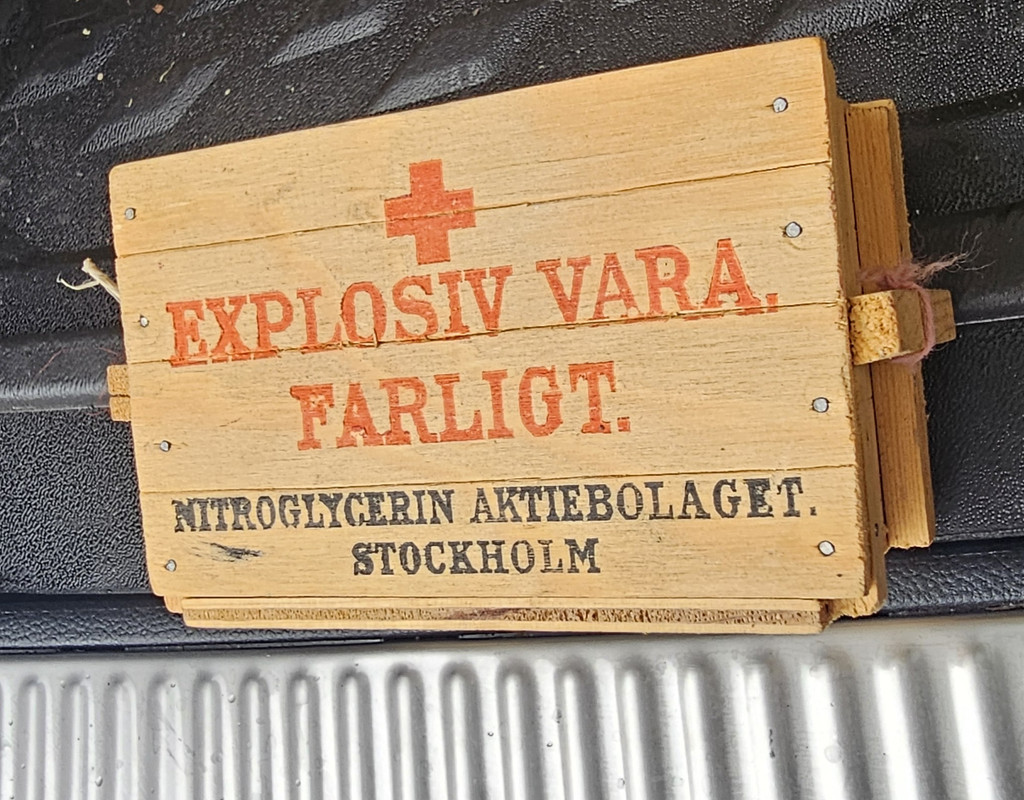 EXPLOSIV VARA.
FARLIGT.
NITROGLYCERIN AKTIEBOLAGET.
STOCKHOLM